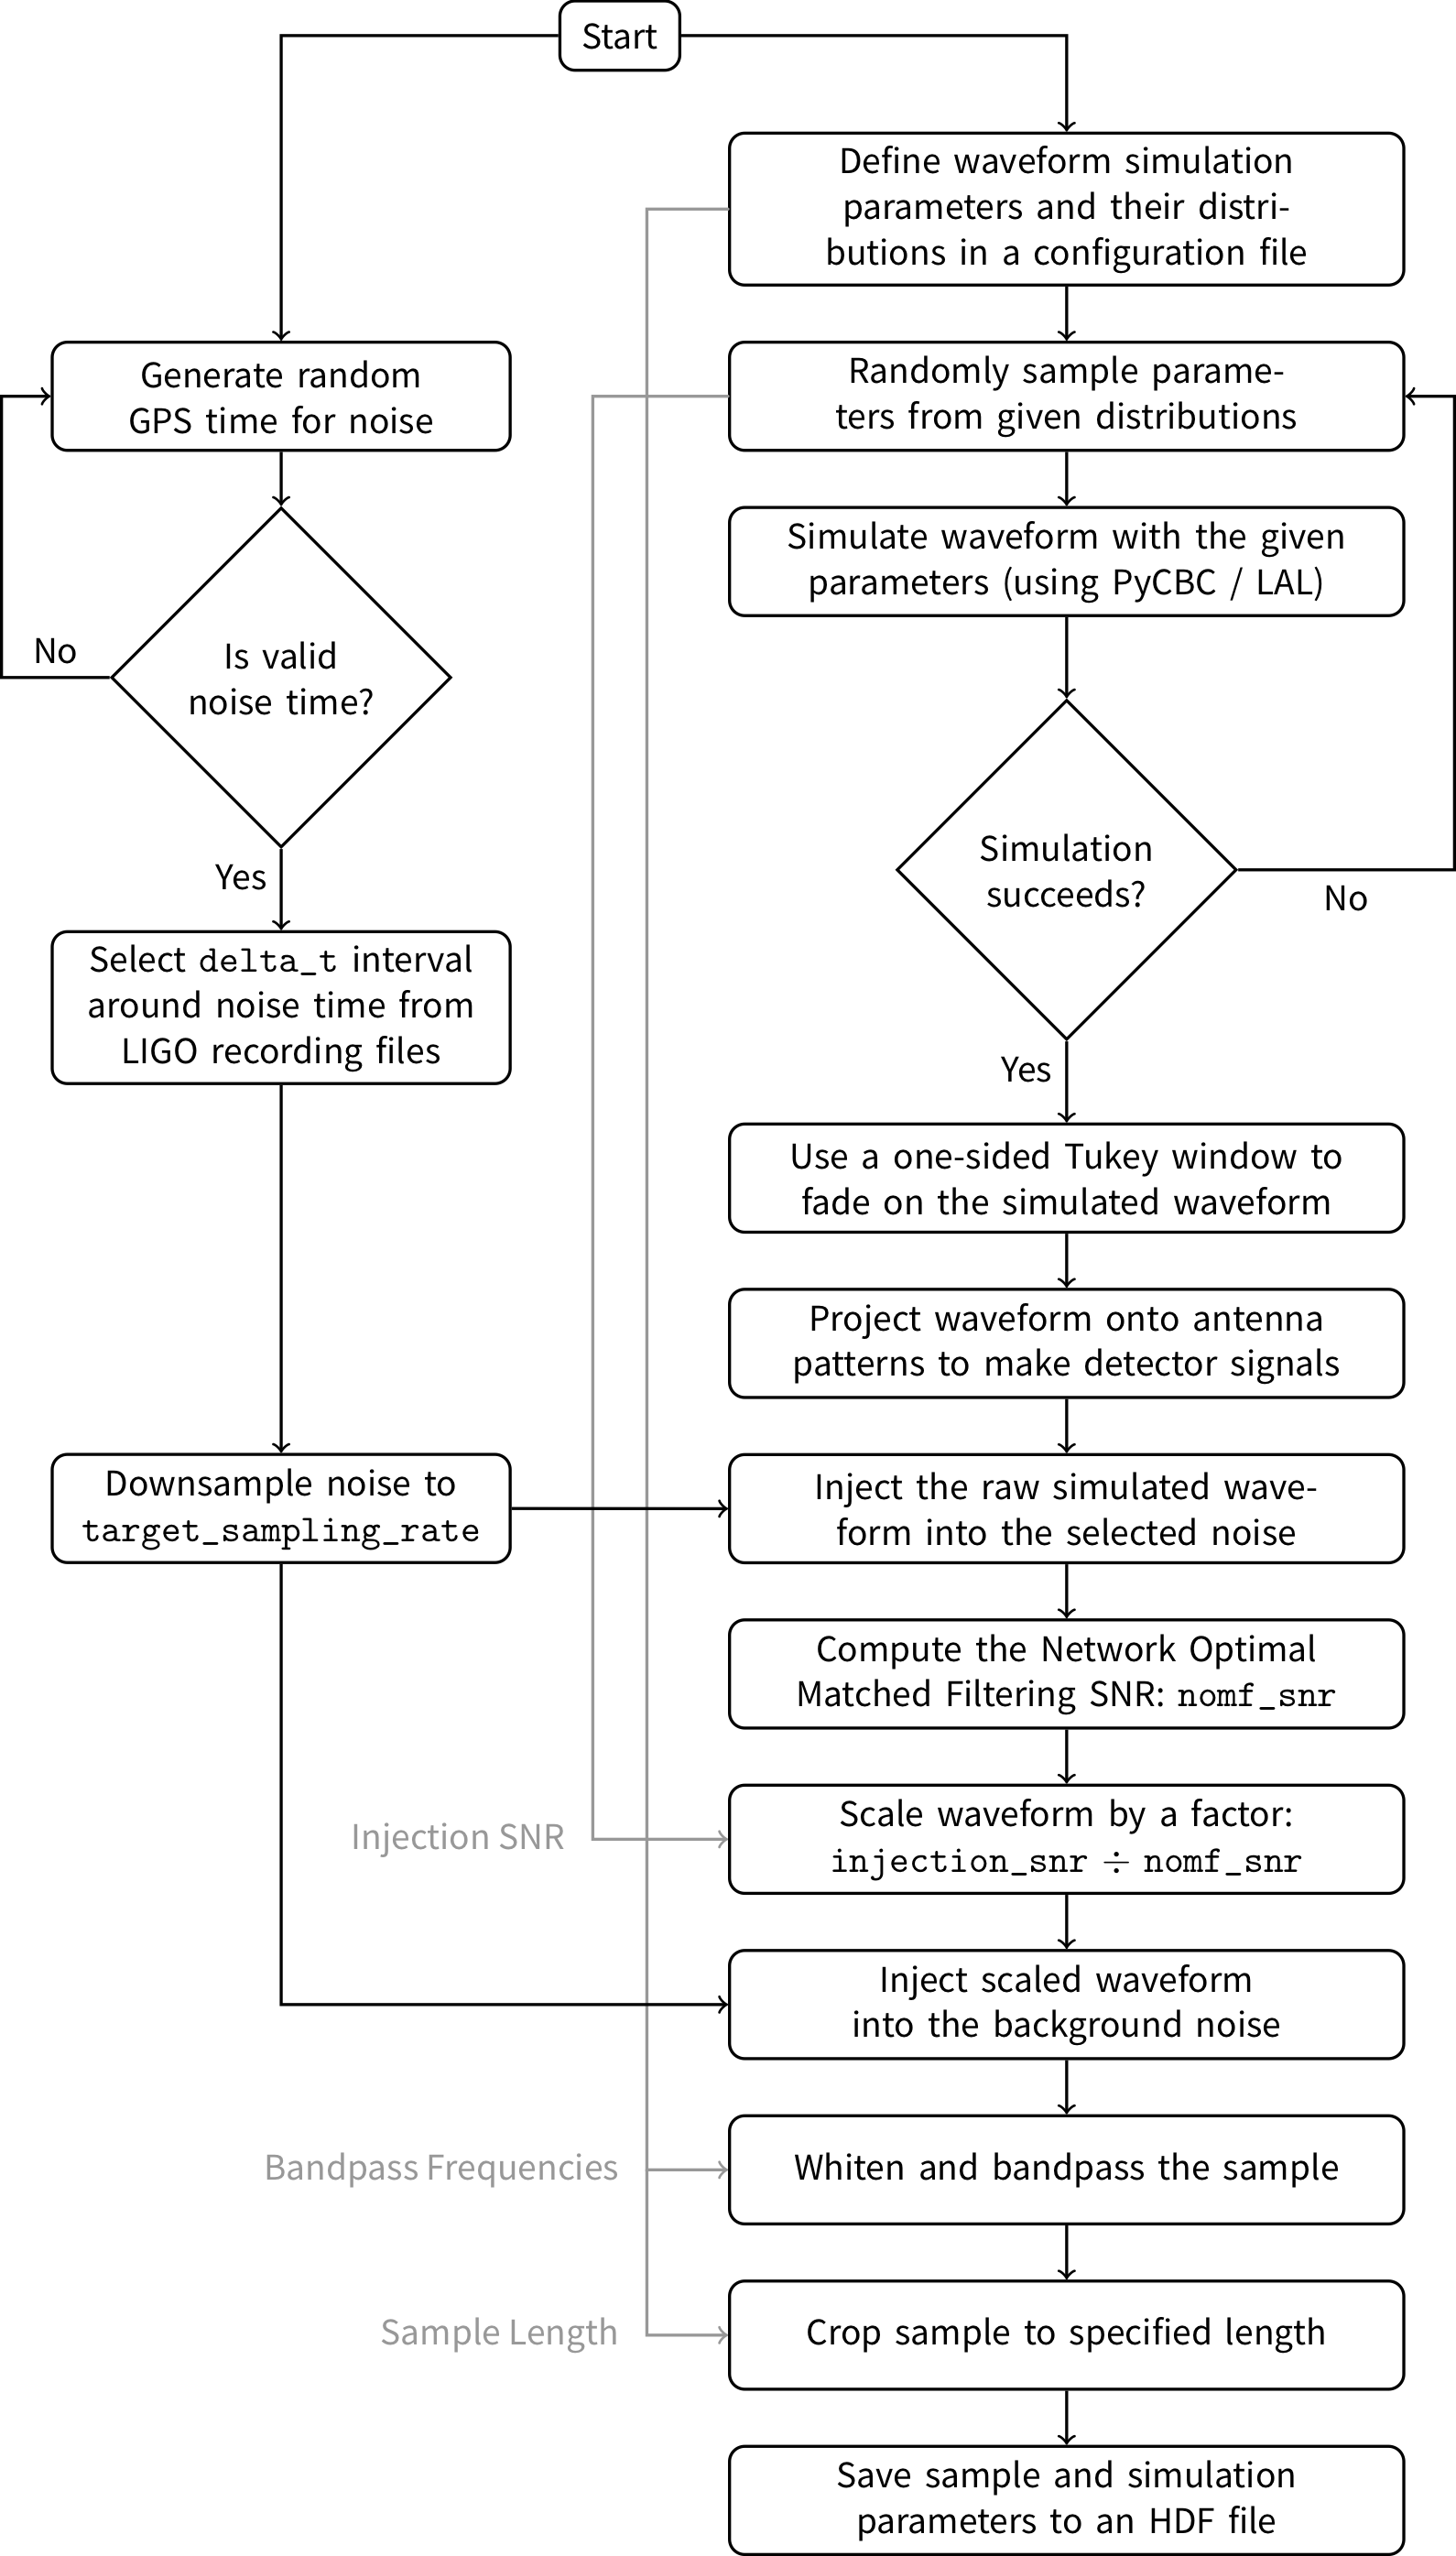 Start
Define waveform simulation
parameters and their distri-
butions in a configuration file
Generate random
GPS time for noise
Randomly sample parame-
ters from given distributions
Simulate waveform with the given
parameters (using PyCBC / LAL)
No
Is valid
noise time?
Simulation
succeeds?
No
Yes
Select delta_t interval
around noise time from
LIGO recording files
Yes
Use a one-sided Tukey window to
fade on the simulated waveform
Project waveform onto antenna
patterns to make detector signals
Downsample noise to
target_sampling_rate
Inject the raw simulated wave-
form into the selected noise
Compute the Network Optimal
Matched Filtering SNR: nomf_snr
Injection SNR
Scale waveform by a factor:
injection_snr ÷ nomf_snr
Inject scaled waveform
into the background noise
Bandpass Frequencies
Whiten and bandpass the sample
Sample Length
Crop sample to specified length
Save sample and simulation
parameters to an HDF file